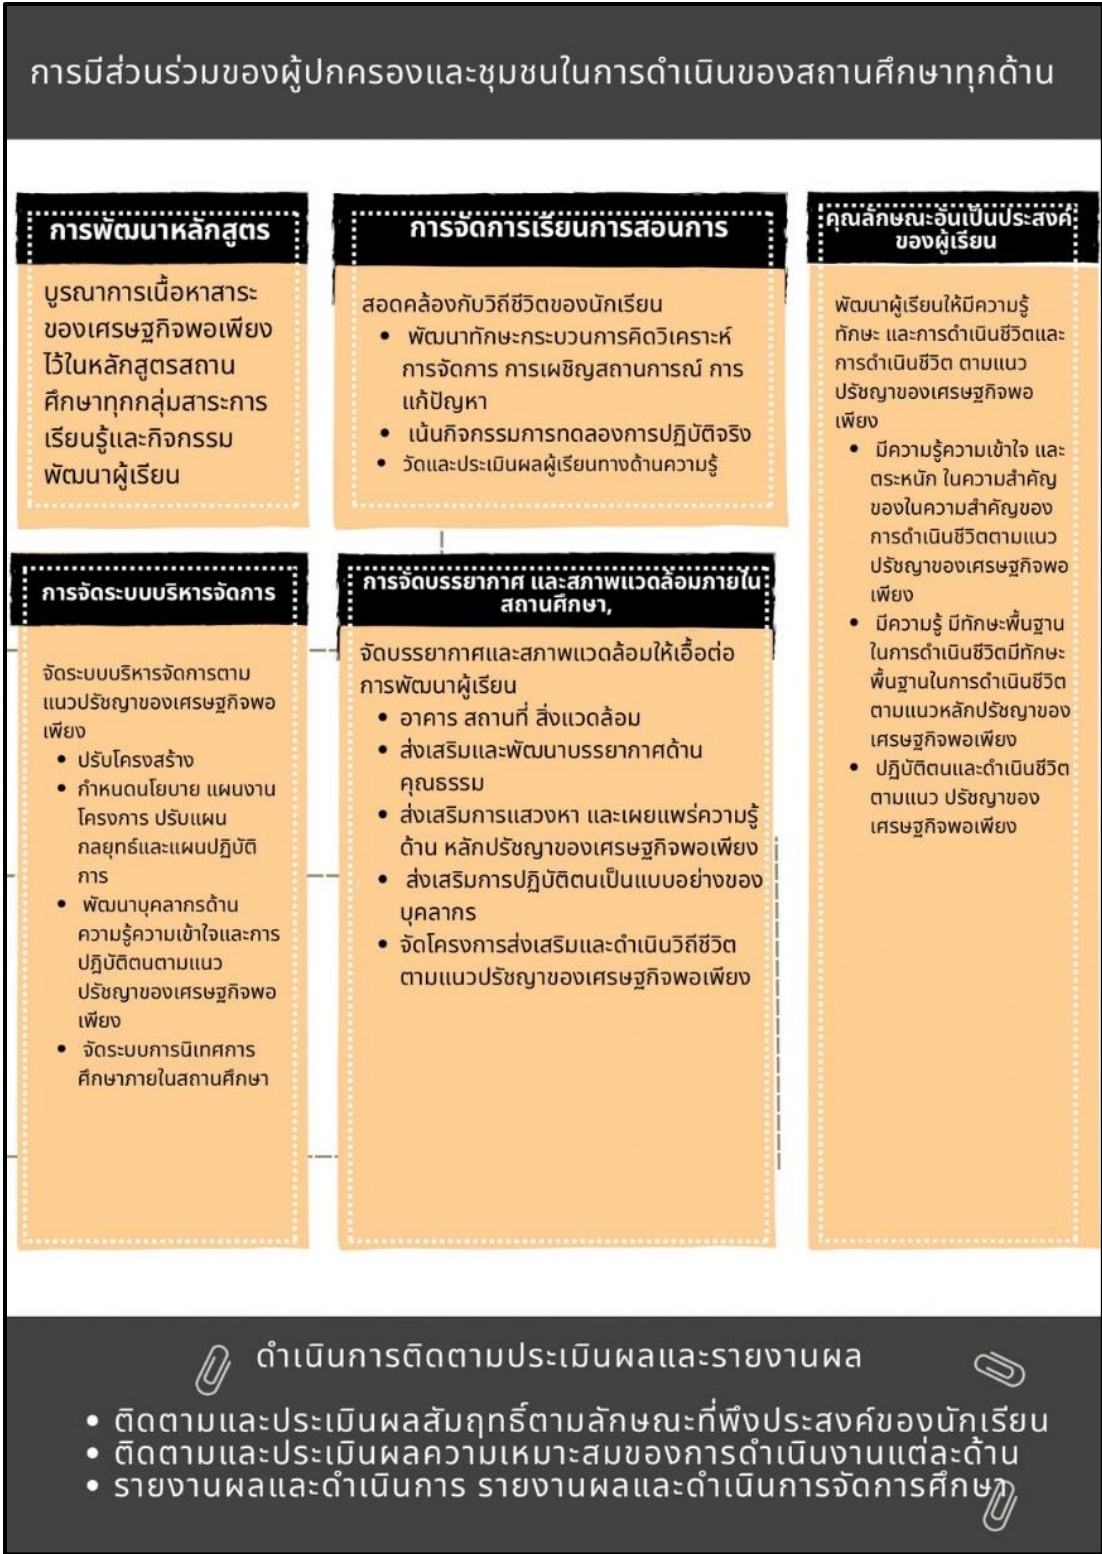 การมีส่วนร่วมของผู้ปกครองและชุมชนในการดำเนินของสถานศึกษาทุกด้าน
การพัฒนาหลักสูตร
บูรณาการเนื้อหาสาระ
ของเศรษฐกิจพอเพียง
ไว้ในหลักสูตรสถาน
ศึกษาทุกกลุ่มสาระการ
เรียนรู้และกิจกรรม
พัฒนาผู้เรียน
การจัดการเรียนการสอนการ
สอดคล้องกับวิถีชีวิตของนักเรียน
• พัฒนาทักษะกระบวนการคิดวิเคราะห์
การจัดการ การเผชิญสถานการณ์ การ
แก้ปัญหา
• เน้นกิจกรรมการทดลองการปฏิบัติจริง
• วัดและประเมินผลผู้เรียนทางด้านความรู้
คุณลักษณะอันเป็นประสงค์
ของผู้เรียน
พัฒนาผู้เรียนให้มีความรู้
ทักษะ และการดำเนินชีวิตและ
การดำเนินชีวิต ตามแนว
ปรัชญาของเศรษฐกิจพอ
เพียง
• มีความรู้ความเข้าใจ และ
ตระหนัก ในความสำคัญ
ของในความสำคัญของ
การดำเนินชีวิตตามแนว
ปรัชญาของเศรษฐกิจพอ
เพียง
• มีความรู้ มีทักษะพื้นฐาน
ในการดำเนินชีวิตมีทักษะ
พื้นฐานในการดำเนินชีวิต
ตามแนวหลักปรัชญาของ
เศรษฐกิจพอเพียง
• ปฏิบัติตนและดำเนินชีวิต
ตามแนว ปรัชญาของ
เศรษฐกิจพอเพียง
การจัดระบบบริหารจัดการ
จัดระบบบริหารจัดการตาม
แนวปรัชญาของเศรษฐกิจพอ
เพียง
• ปรับโครงสร้าง
• กำหนดนโยบาย แผนงาน
โครงการ ปรับแผน
กลยุทธ์และแผนปฏิบัติ
การ
• พัฒนาบุคลากรด้าน
ความรู้ความเข้าใจและการ
ปฎิบัติตนตามแนว
ปรัชญาของเศรษฐกิจพอ
เพียง
• จัดระบบการนิเทศการ
ศึกษาภายในสถานศึกษา
การจัดบรรยากาศ และสภาพแวดล้อมภายใน
สถานศึกษา,
จัดบรรยากาศและสภาพแวดล้อมให้เอื้อต่อ
การพัฒนาผู้เรียน
• อาคาร สถานที่ สิ่งแวดล้อม
• ส่งเสริมและพัฒนาบรรยากาศด้าน
คุณธรรม
• ส่งเสริมการแสวงหา และเผยแพร่ความรู้
ด้าน หลักปรัชญาของเศรษฐกิจพอเพียง
• ส่งเสริมการปฏิบัติตนเป็นแบบอย่างของ
บุคลากร
• จัดโครงการส่งเสริมและดำเนินวิถีชีวิต
ตามแนวปรัชญาของเศรษฐกิจพอเพียง
ดำเนินการติดตามประเมินผลและรายงานผล
• ติดตามและประเมินผลสัมฤทธิ์ตามลักษณะที่พึงประสงค์ของนักเรียน
• ติดตามและประเมินผลความเหมาะสมของการดำเนินงานแต่ละด้าน
• รายงานผลและดำเนินการ รายงานผลและดำเนินการจัดการศึกษา